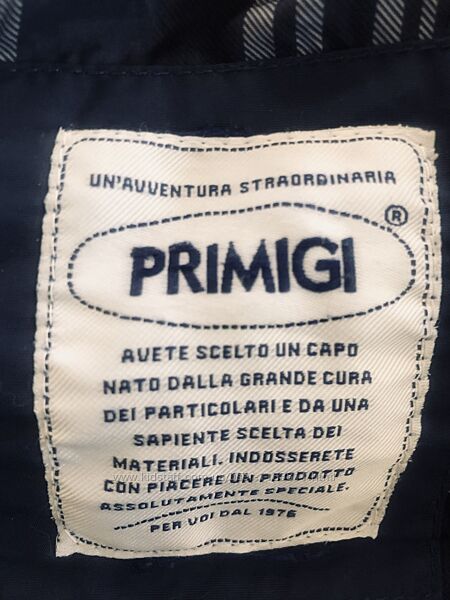 UN'AVVENTURA STRAORDINARIA
®
PRIMIGI
AVETE SCELTO UN CAPO
NATO DALLA GRANDE CURA
DEI PARTICOLARI E DA UNA
SAPIENTE SCELTA DEI
MATERIALI. INDOSSERETE
CON PIACERE UN PRODOTTO
ASSOLUTAMENTE SPECIALE.
PER VOI DAL 1976